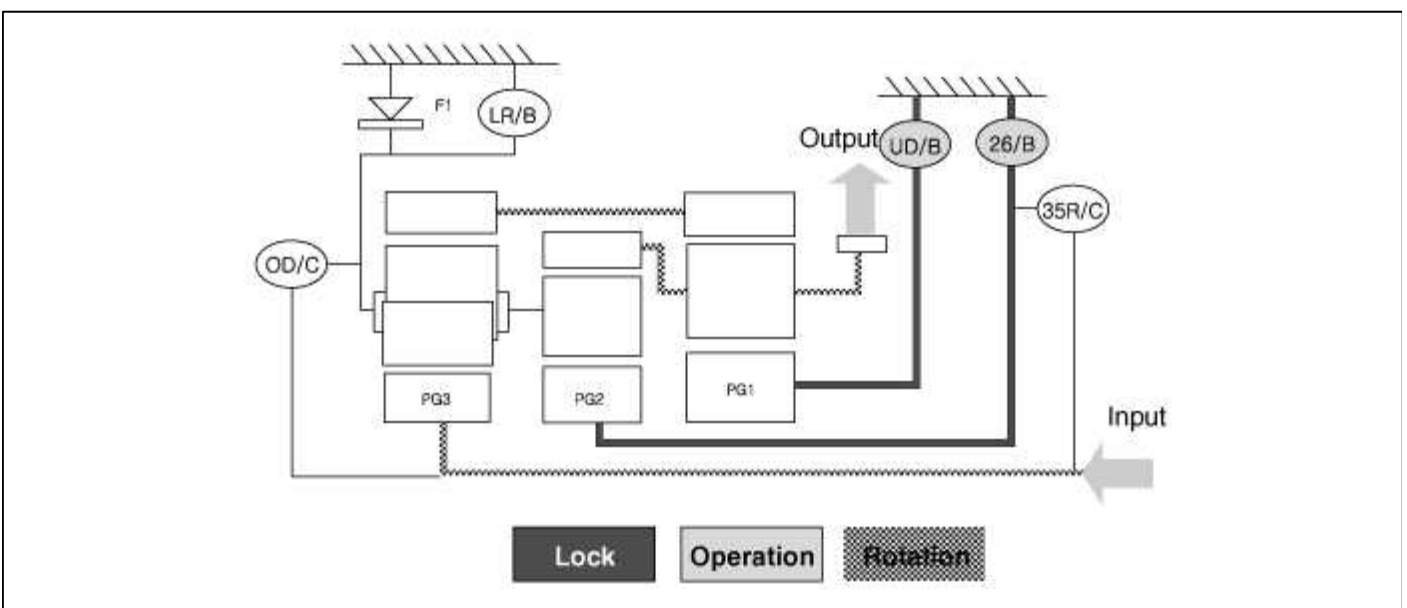 F1
LR/B
Output
UD/B
26/B
35R/C
OD/C
PG3
PG2
PG1
Input
Lock
Operation
Rotation